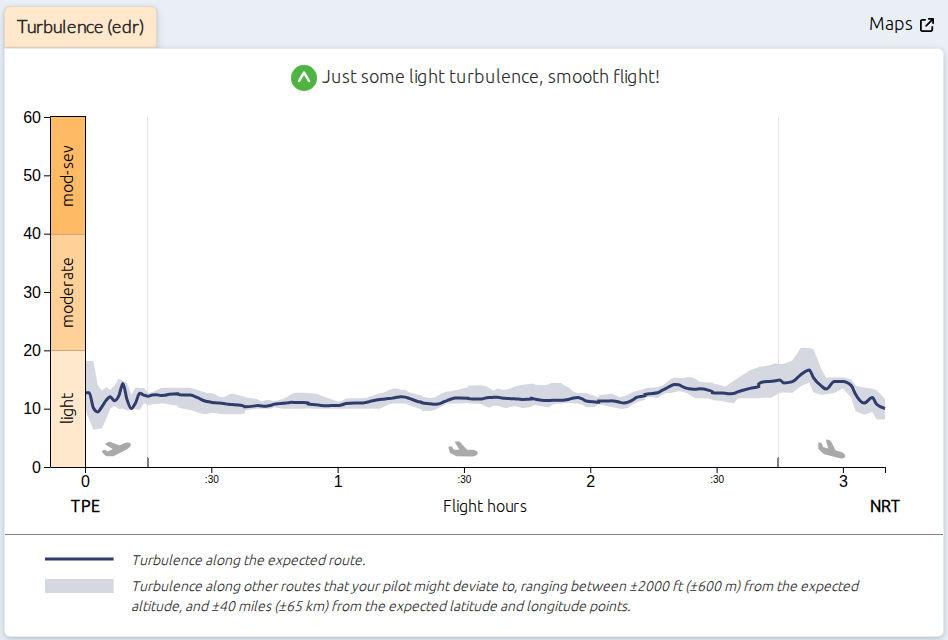 Turbulence (edr)
Maps
Just some light turbulence, smooth flight!
60
50
40
30
20
10
0
mod-sev
moderate
light
0 :30 1 :30 2 :30 3
TPE Flight hours NRT
Turbulence along the expected route.
Turbulence along other routes that your pilot might deviate to, ranging between ±2000 ft (±600 m) from the expected
altitude, and ±40 miles (±65 km) from the expected latitude and longitude points.